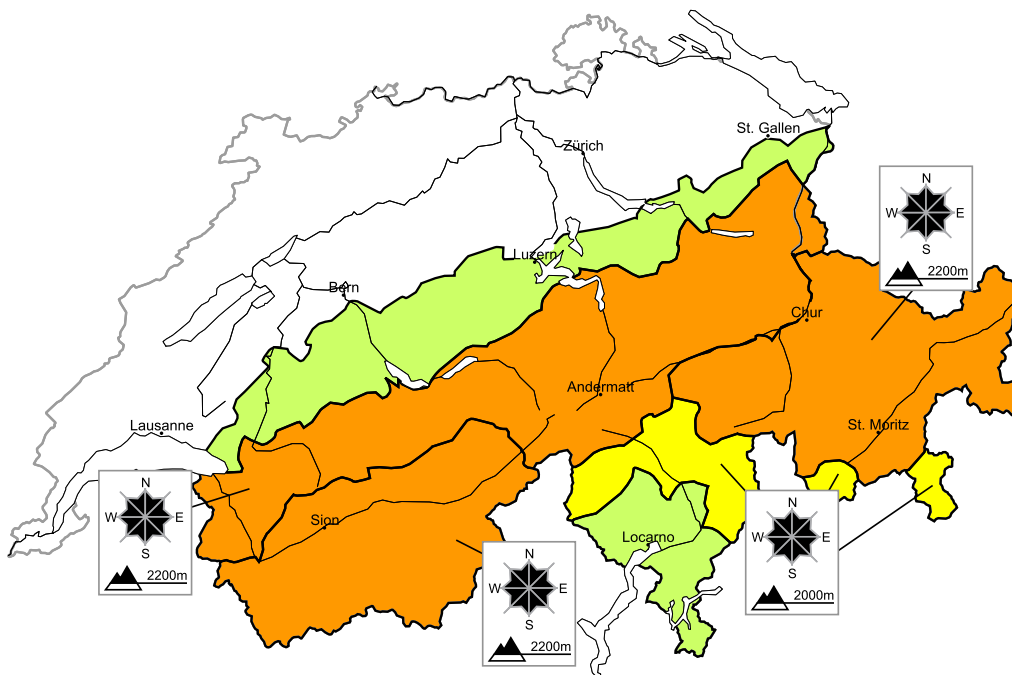 St. Gallen
Zürich
N
W E
S
2200m
Luzern
Bern
Chur
Andermatt
Lausanne
St. Moritz
N
W E
S
2200m
Sion
Locarno
N
W E
S
2000m
N
W E
S
2200m